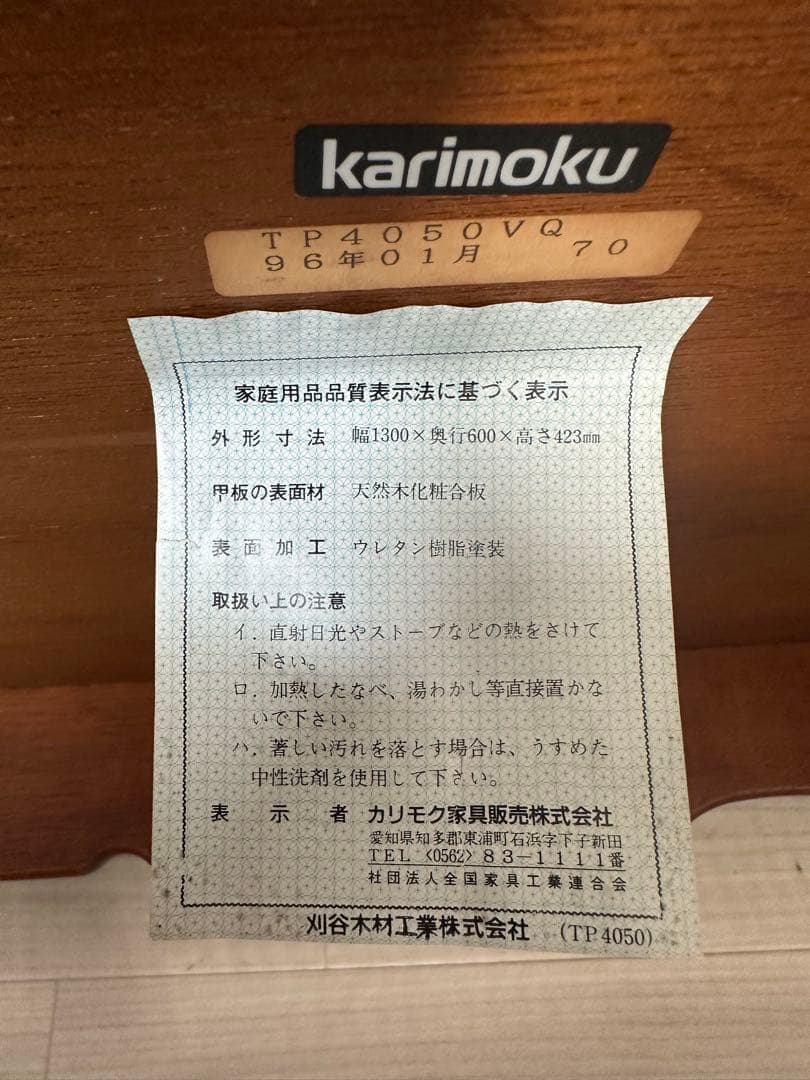 karimoku
TP4050VQ
96年01月 70
家庭用品品質表示法に基づく表示
外形寸法 幅1300×奥行600×高さ423mm
甲板の表面材 天然木化粧合板
表面加工 ウレタン樹脂塗装
取扱い上の注意
イ．直射日光やストーブなどの熱をさけて
下さい。
ロ．加熱したなべ、湯わかし等直接置かな
いで下さい。
ハ．著しい汚れを落とす場合は、うすめた
中性洗剤を使用して下さい。
表示者 カリモク家具販売株式会社
愛知県知多郡東浦町石浜字下子新田
TEL〈0562〉83-1111番
社団法人全国家具工業連合会
刈谷木材工業株式会社 (TP4050)